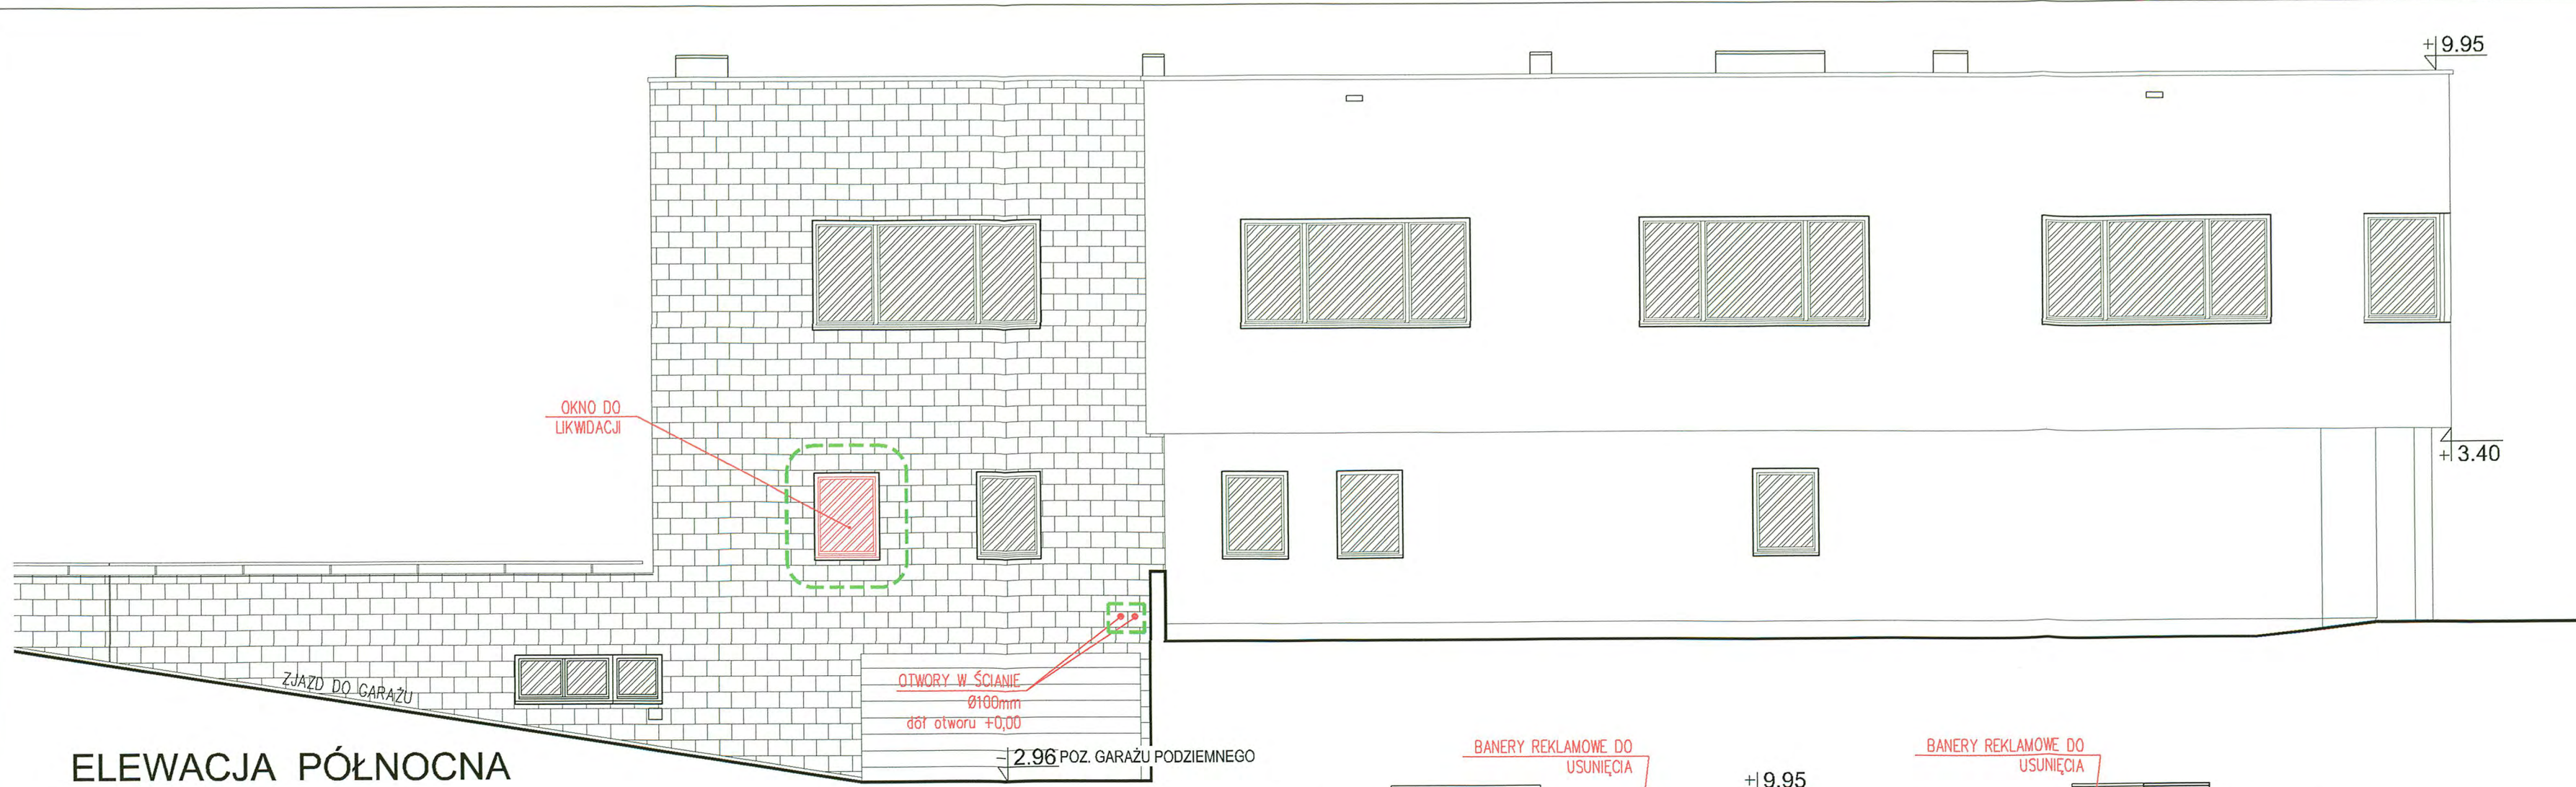 +9.95
OKNO DO
LIKWIDACJI
+3.40
ZJAZD DO GARAŻU
OTWORY W ŚCIANIE
Ø100mm
dół otworu +0,00
-2.96 POZ. GARAŻU PODZIEMNEGO
ELEWACJA PÓŁNOCNA
BANERY REKLAMOWE DO
USUNIĘCIA
+9.95
BANERY REKLAMOWE DO
USUNIĘCIA